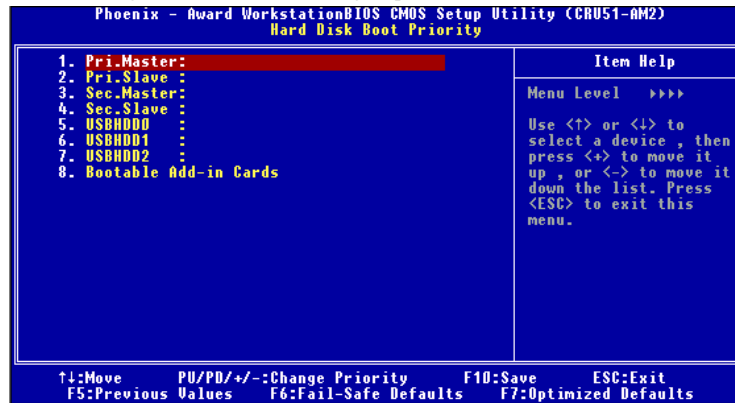 Phoenix - Award WorkstationBIOS CMOS Setup Utility (CRU51-AM2)
Hard Disk Boot Priority
1. Pri.Master:
2. Pri.Slave :
3. Sec.Master:
4. Sec.Slave :
5. USBHDD0 :
6. USBHDD1 :
7. USBHDD2 :
8. Bootable Add-in Cards
Item Help
Menu Level ►►►►
Use <↑> or <↓> to
select a device , then
press <+> to move it
up , or <-> to move it
down the list. Press
<ESC> to exit this
menu.
↑↓:Move PU/PD/+/-:Change Priority F10:Save ESC:Exit
F5:Previous Values F6:Fail-Safe Defaults F7:Optimized Defaults